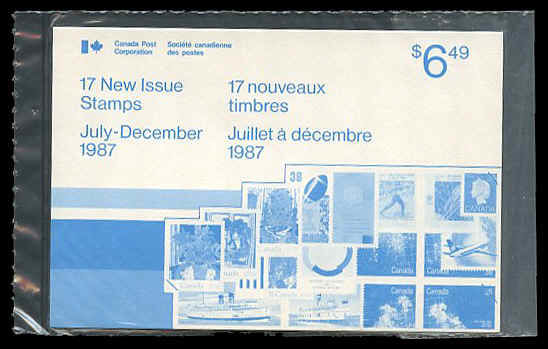 Canada Post
Corporation
Société canadienne
des postes
$6.49
17 New Issue
Stamps
July-December
1987
17 nouveaux
timbres
Juillet à décembre
1987
38
CANADA
Canada
Canada
Canada